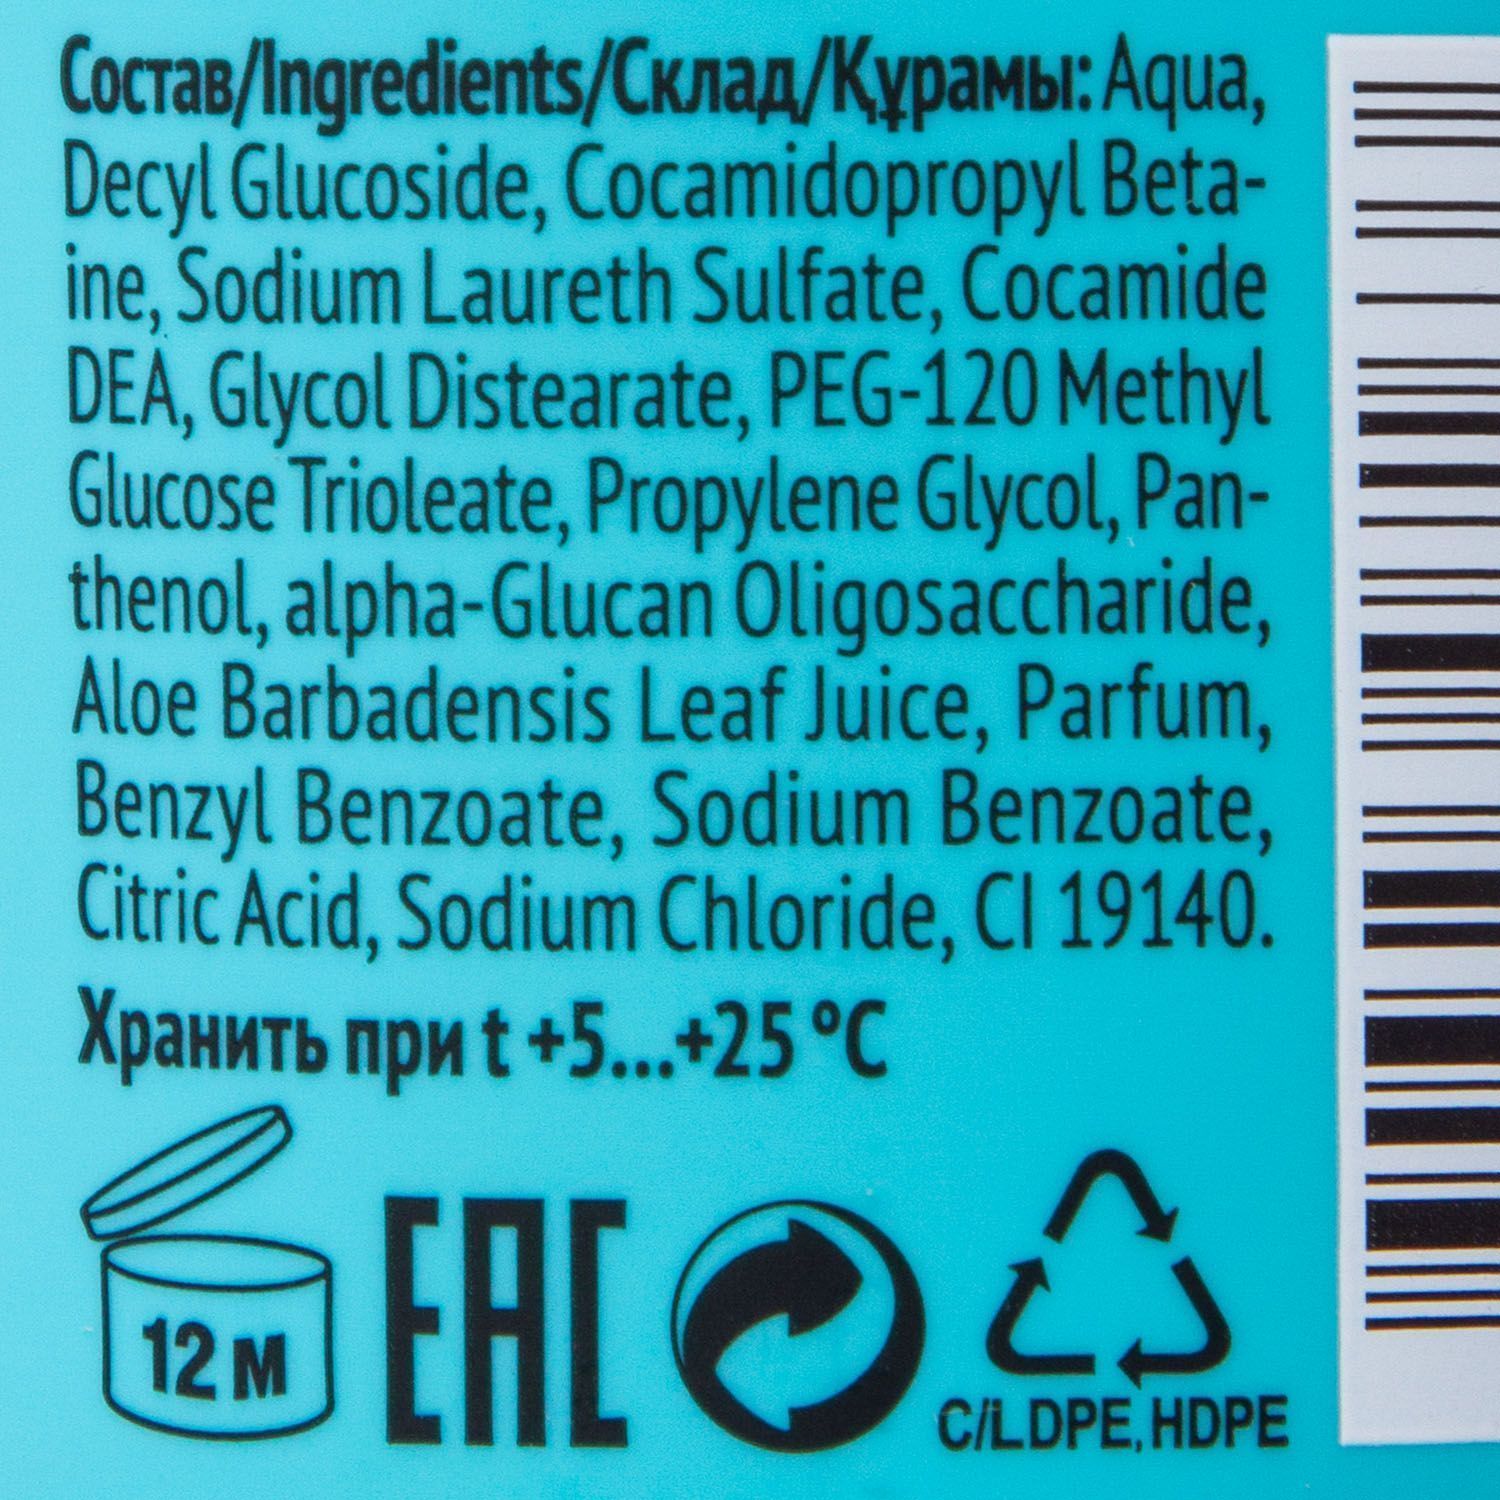 Состав/Ingredients/Склад/Құрамы: Aqua,
Decyl Glucoside, Cocamidopropyl Beta-
ine, Sodium Laureth Sulfate, Cocamide
DEA, Glycol Distearate, PEG-120 Methyl
Glucose Trioleate, Propylene Glycol, Pan-
thenol, alpha-Glucan Oligosaccharide,
Aloe Barbadensis Leaf Juice, Parfum,
Benzyl Benzoate, Sodium Benzoate,
Citric Acid, Sodium Chloride, CI 19140.
Хранить при t +5...+25 °C
12 M
EAC
C/LDPE, HDPE